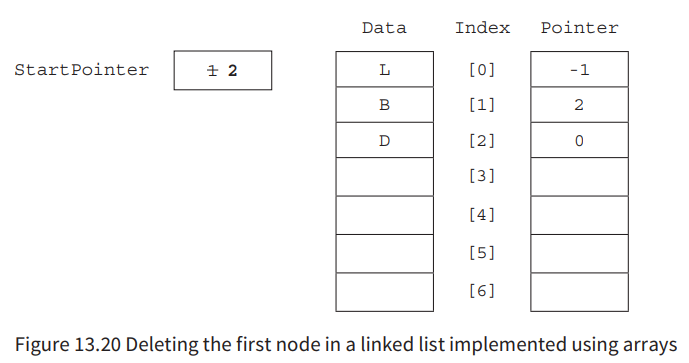 Data Index Pointer
StartPointer 1 2 L [0] -1
B [1] 2
D [2] 0
[3]
[4]
[5]
[6]
Figure 13.20 Deleting the first node in a linked list implemented using arrays